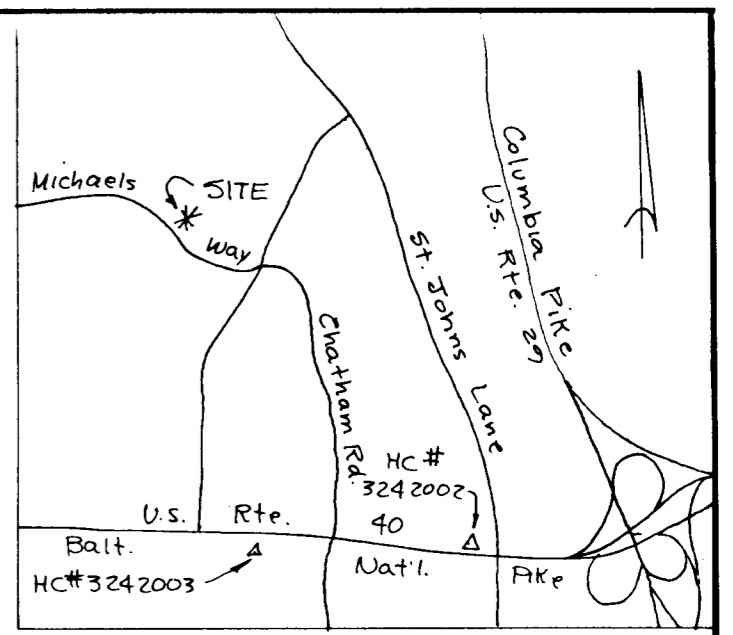 Michaels Way
SITE
Columbia Pike
U.S. Rte. 29
St. Johns Lane
Chatham Rd.
HC#
3242002
U.S. Rte. 40
Balt. Nat'l. Pike
HC#3242003